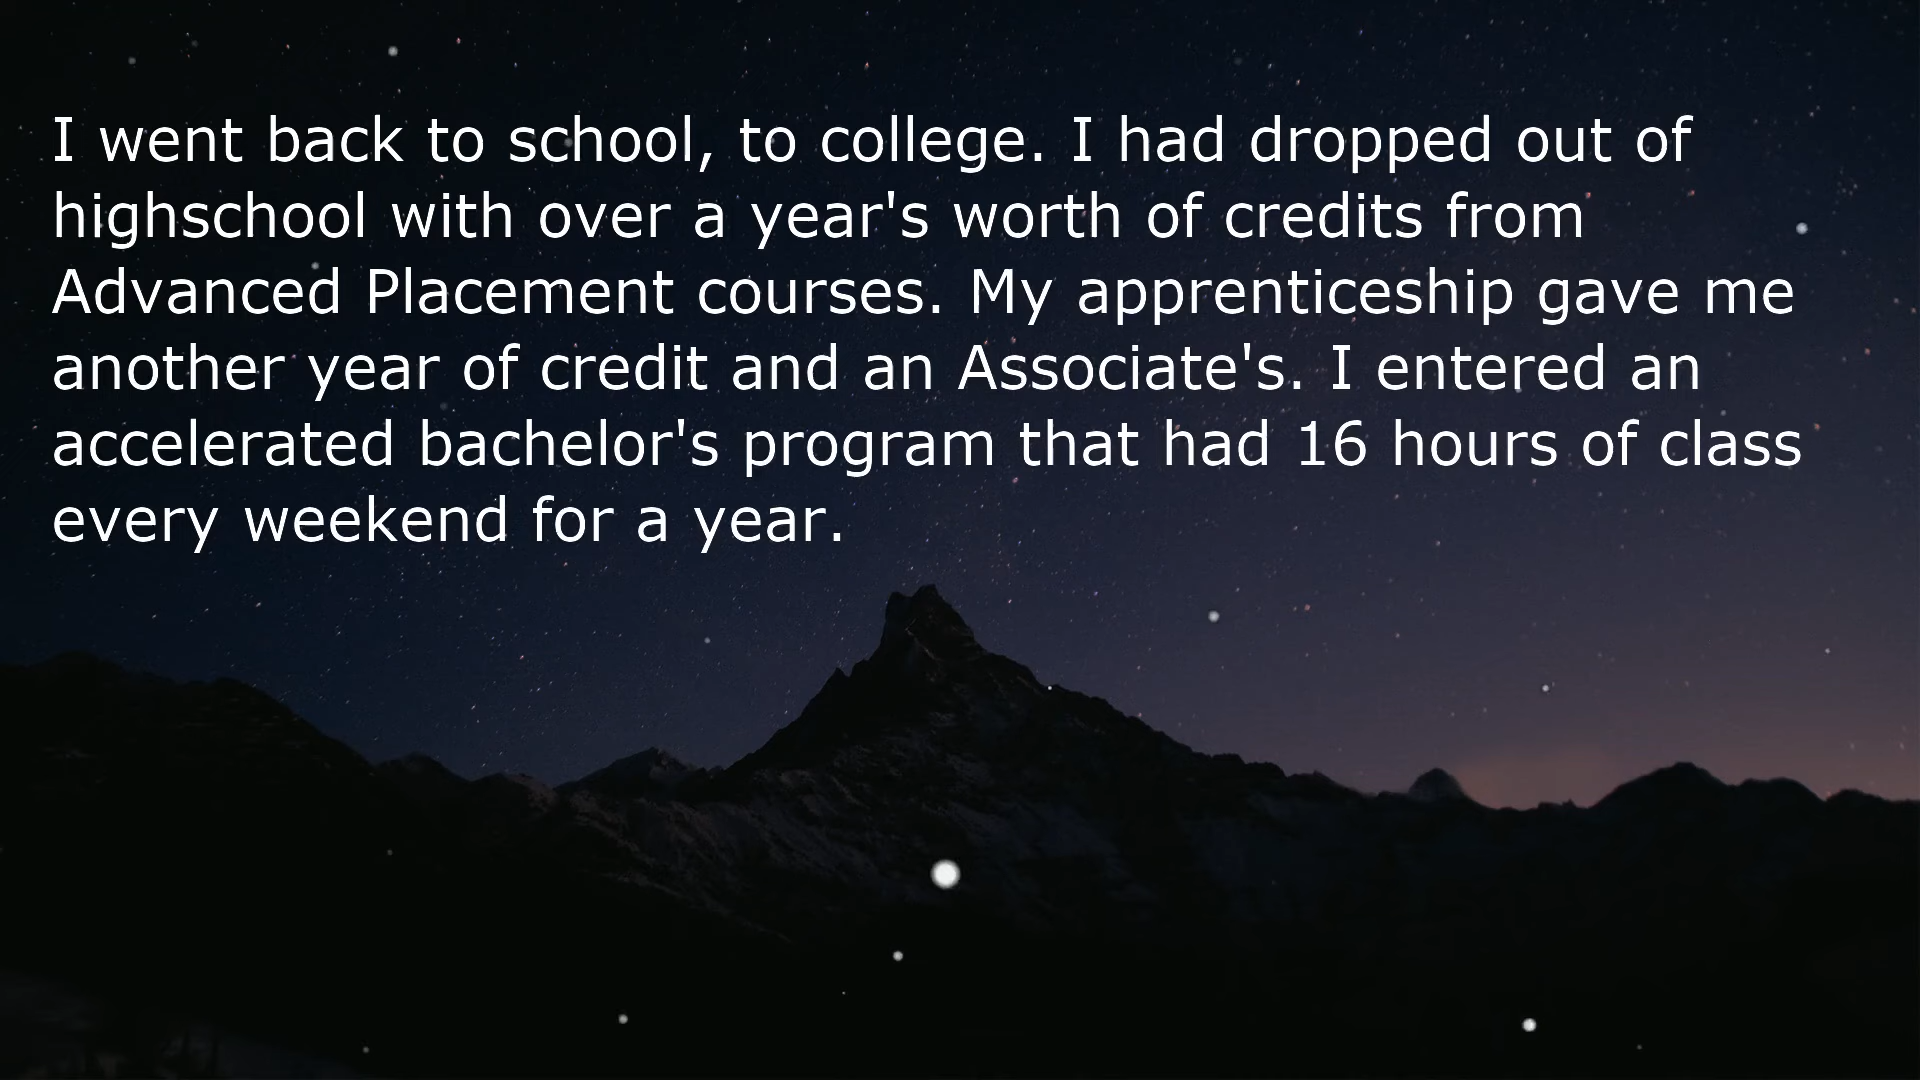 I went back to school, to college. I had dropped out of
highschool with over a year's worth of credits from
Advanced Placement courses. My apprenticeship gave me
another year of credit and an Associate's. I entered an
accelerated bachelor's program that had 16 hours of class
every weekend for a year.